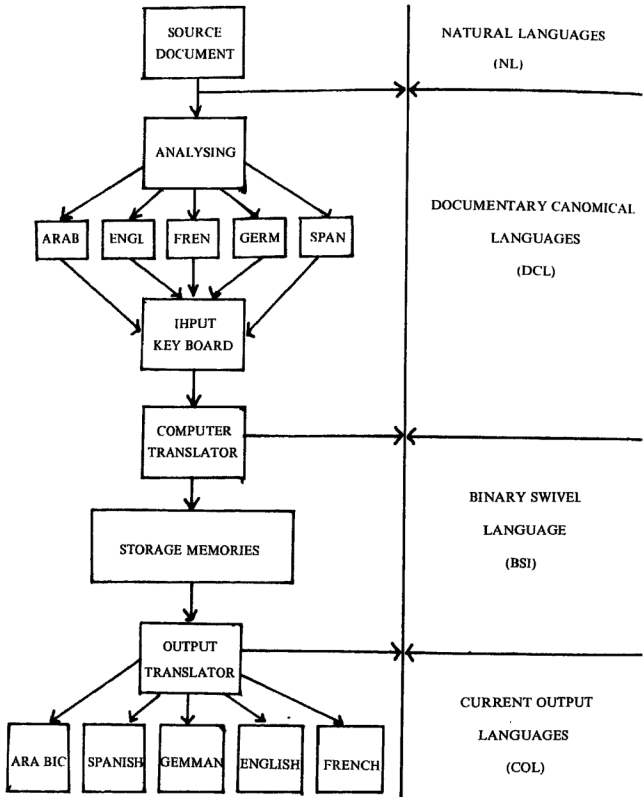 SOURCE
DOCUMENT
NATURAL LANGUAGES
(NL)
ANALYSING
ARAB
ENGL
FREN
GERM
SPAN
DOCUMENTARY CANOMICAL
LANGUAGES
(DCL)
IHPUT
KEY BOARD
COMPUTER
TRANSLATOR
BINARY SWIVEL
LANGUAGE
(BSI)
STORAGE MEMORIES
OUTPUT
TRANSLATOR
CURRENT OUTPUT
LANGUAGES
(COL)
ARA BIC
SPANISH
GEMMAN
ENGLISH
FRENCH